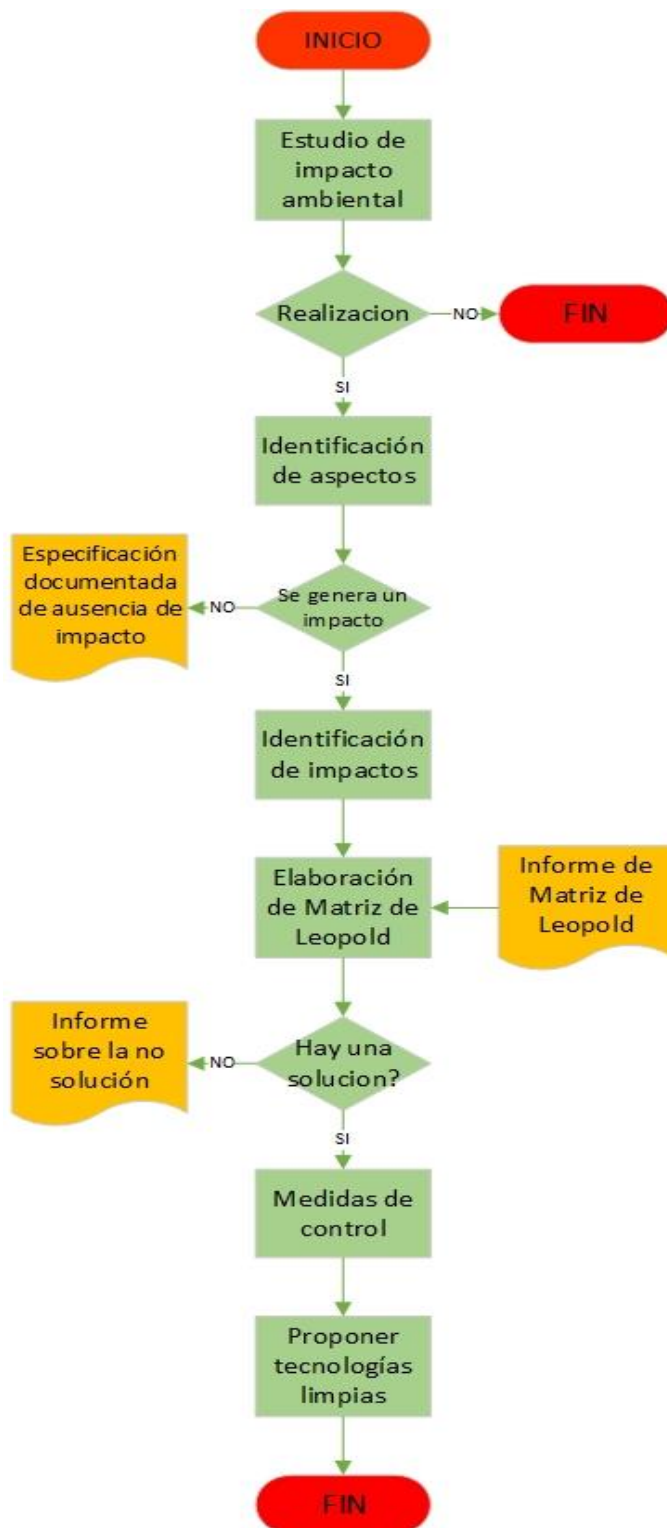 INICIO
Estudio de
impacto
ambiental
Realizacion
NO
FIN
SI
Identificación
de aspectos
Especificación
documentada
de ausencia de
impacto
NO
Se genera un
impacto
SI
Identificación
de impactos
Elaboración
de Matriz de
Leopold
Informe de
Matriz de
Leopold
Informe
sobre la no
solución
NO
Hay una
solucion?
SI
Medidas de
control
Proponer
tecnologías
limpias
FIN